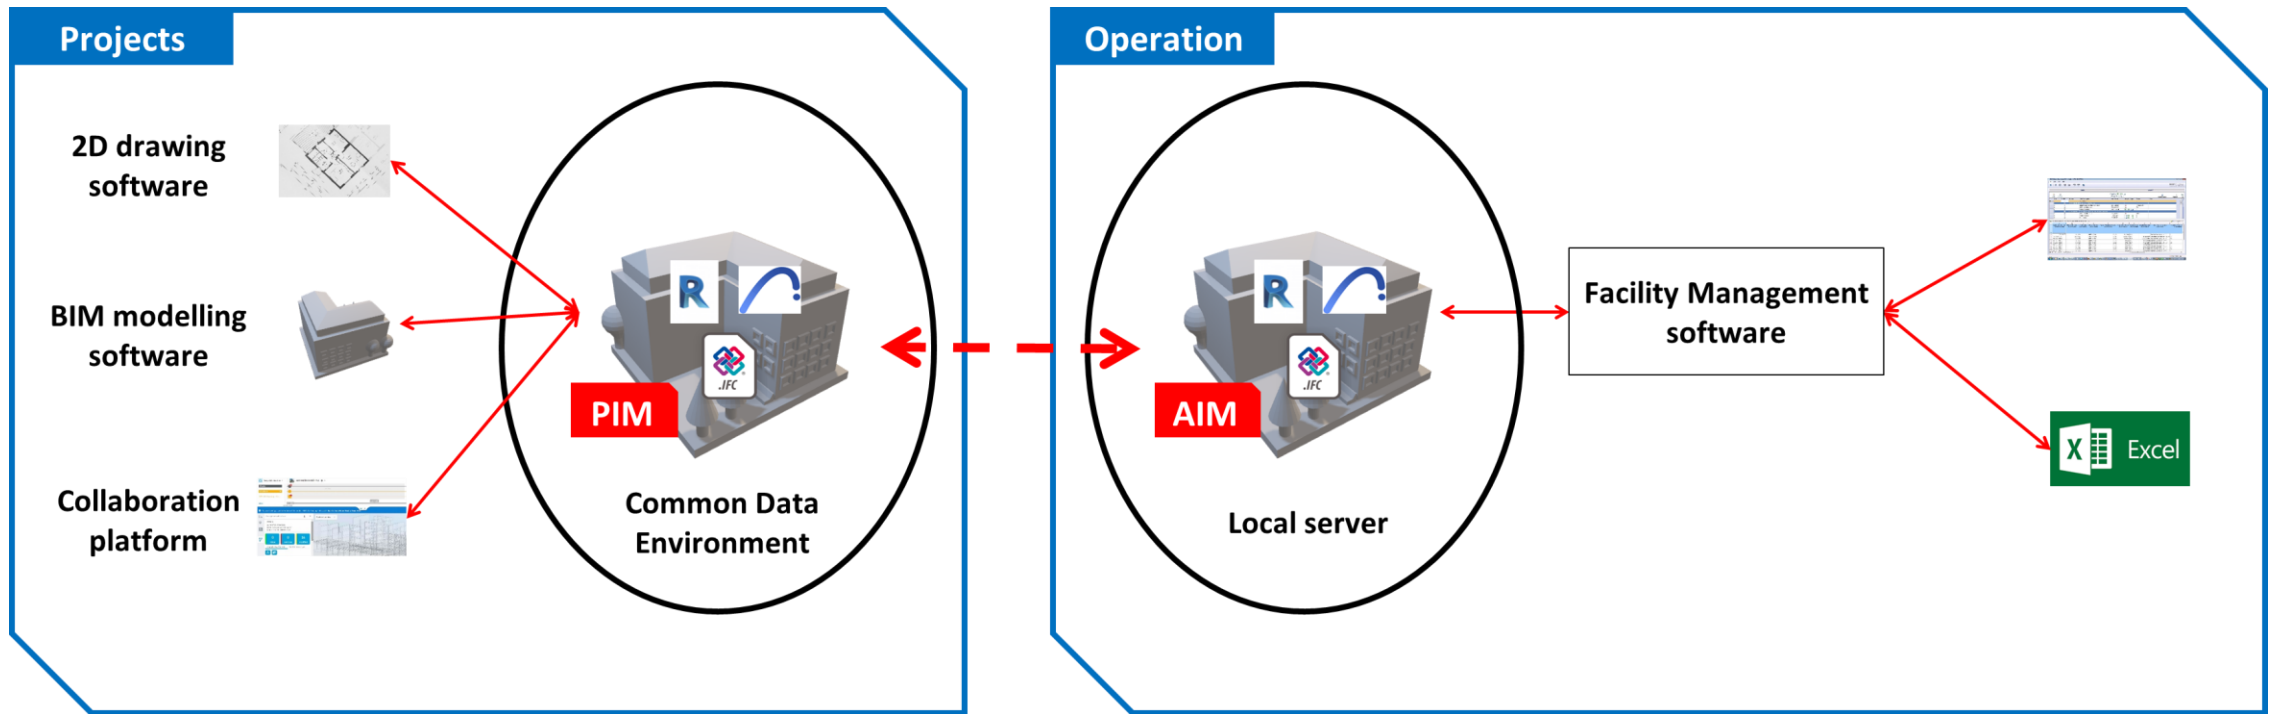 Projects
2D drawing
software
BIM modelling
software
Collaboration
platform
R
.IFC
PIM
Common Data
Environment
Operation
R
.IFC
AIM
Local server
Facility Management
software
X
Excel